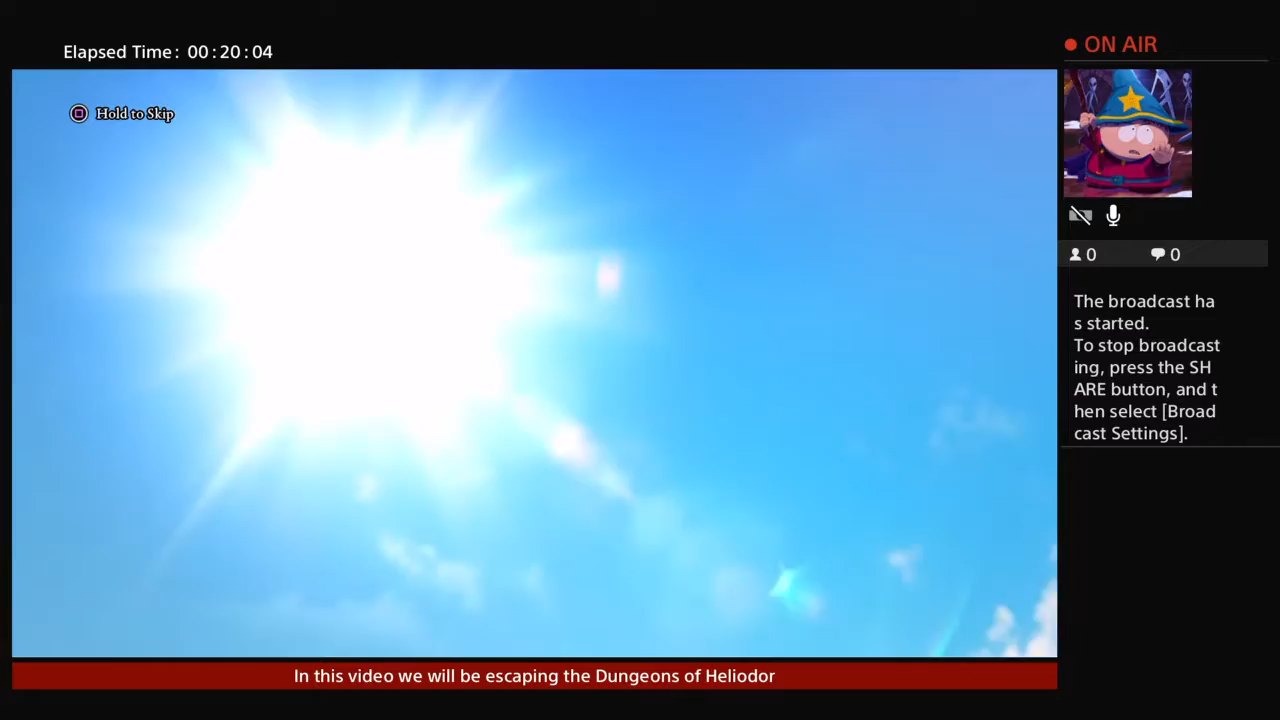 Elapsed Time: 00:20:04
ON AIR
Hold to Skip
0 0
The broadcast ha
s started.
To stop broadcast
ing, press the SH
ARE button, and t
hen select [Broad
cast Settings].
In this video we will be escaping the Dungeons of Heliodor